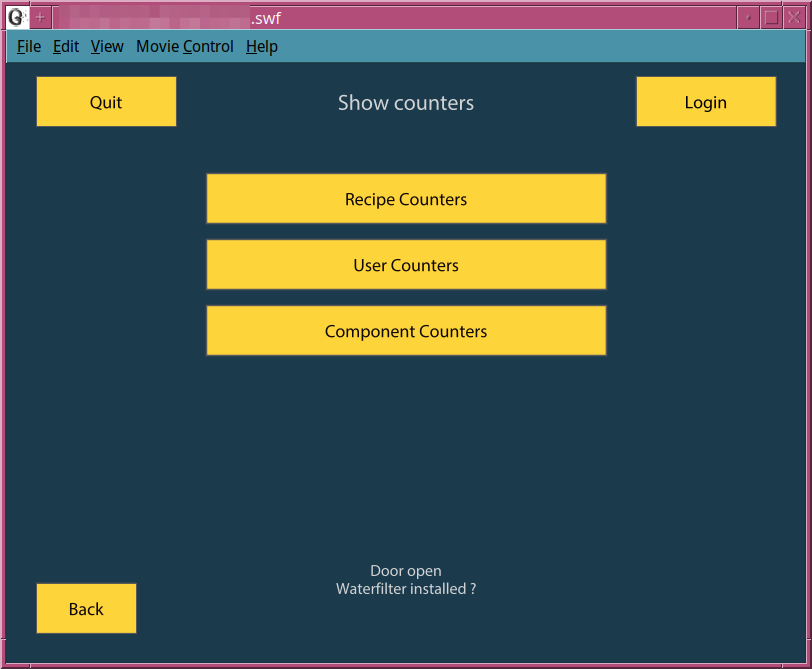 .swf
File Edit View Movie Control Help
Quit
Show counters
Login
Recipe Counters
User Counters
Component Counters
Door open
Waterfilter installed ?
Back